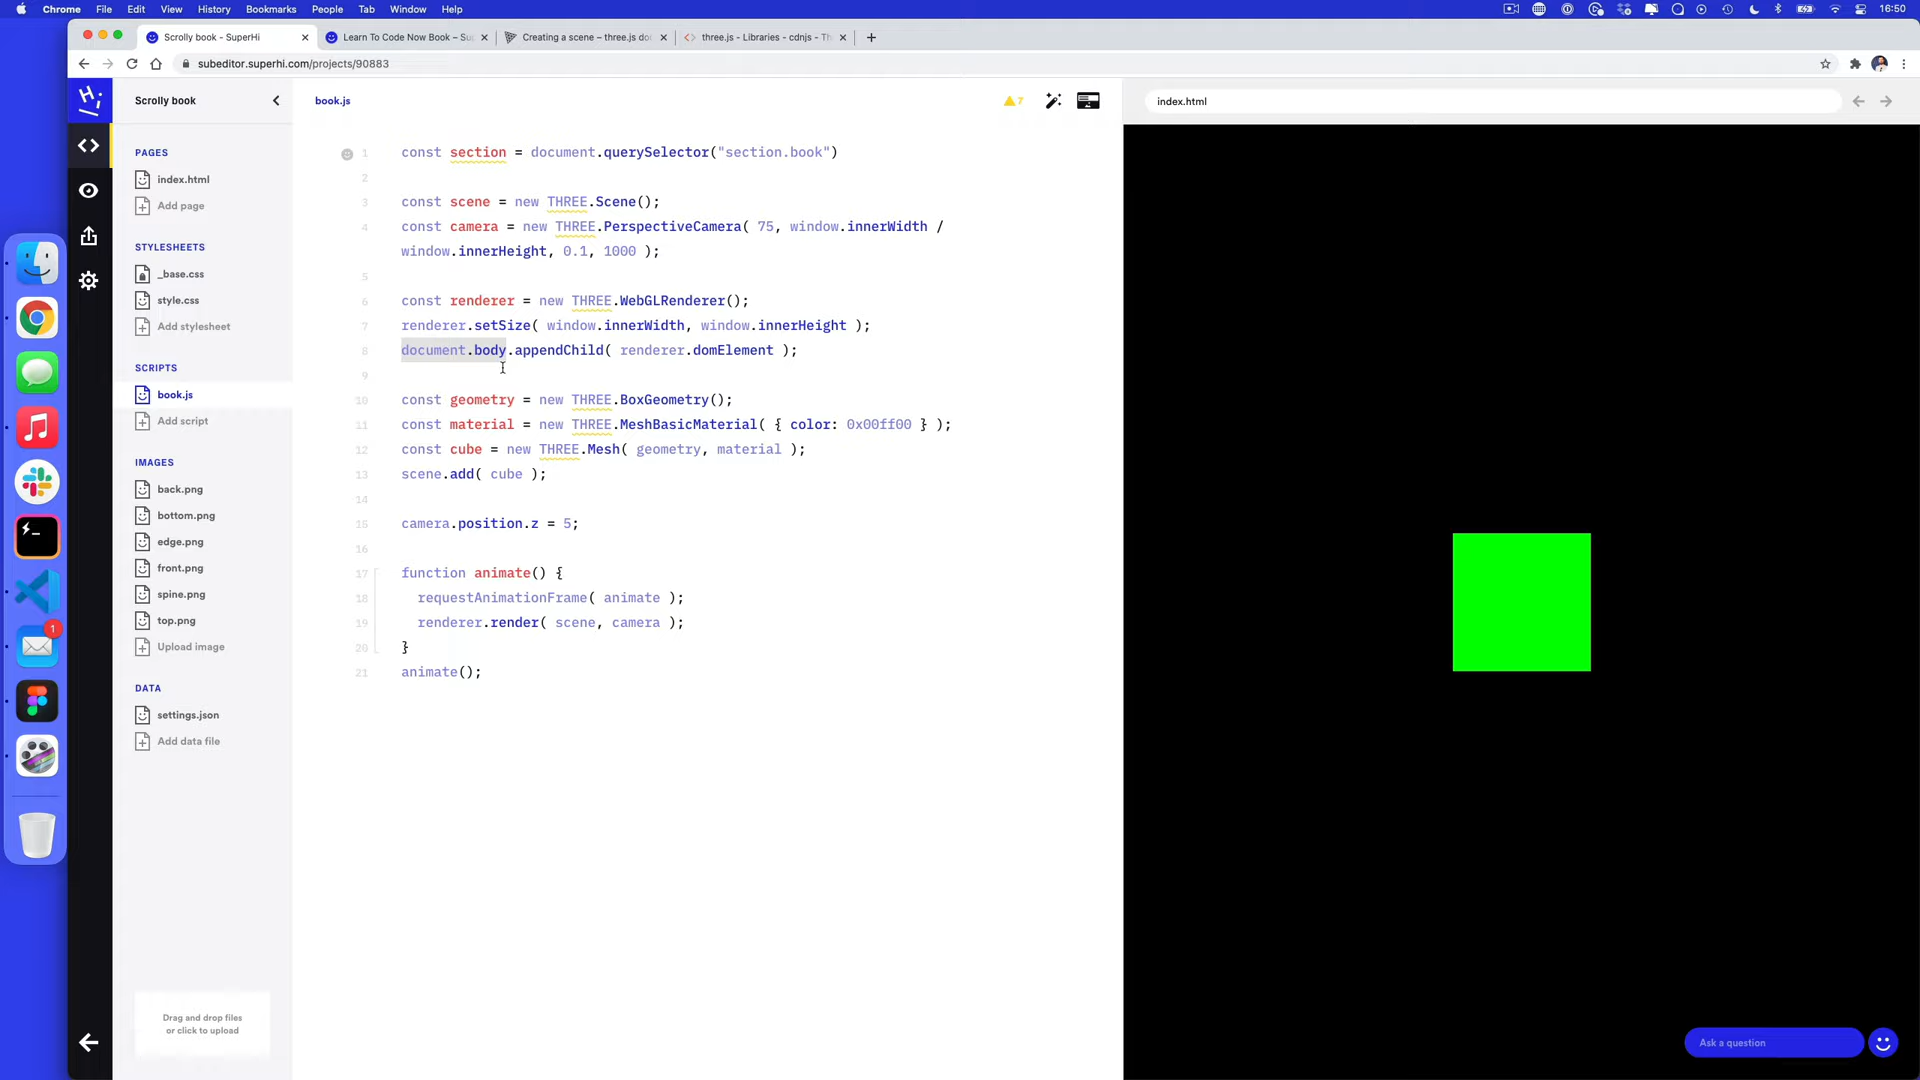 Chrome File Edit View History Bookmarks People Tab Window Help 16:50
Scrolly book - SuperHi
Learn To Code Now Book – Su
Creating a scene – three.js do
three.js - Libraries - cdnjs - Th
subeditor.superhi.com/projects/90883
Hi
Scrolly book
book.js
7
index.html
PAGES
index.html
Add page
STYLESHEETS
_base.css
style.css
Add stylesheet
SCRIPTS
book.js
Add script
IMAGES
back.png
bottom.png
edge.png
front.png
spine.png
top.png
Upload image
DATA
settings.json
Add data file
Drag and drop files
or click to upload
1 const section = document.querySelector("section.book")
2
3 const scene = new THREE.Scene();
4 const camera = new THREE.PerspectiveCamera( 75, window.innerWidth /
window.innerHeight, 0.1, 1000 );
5
6 const renderer = new THREE.WebGLRenderer();
7 renderer.setSize( window.innerWidth, window.innerHeight );
8 document.body.appendChild( renderer.domElement );
9
10 const geometry = new THREE.BoxGeometry();
11 const material = new THREE.MeshBasicMaterial( { color: 0x00ff00 } );
12 const cube = new THREE.Mesh( geometry, material );
13 scene.add( cube );
14
15 camera.position.z = 5;
16
17 function animate() {
18 requestAnimationFrame( animate );
19 renderer.render( scene, camera );
20 }
21 animate();
1
Ask a question